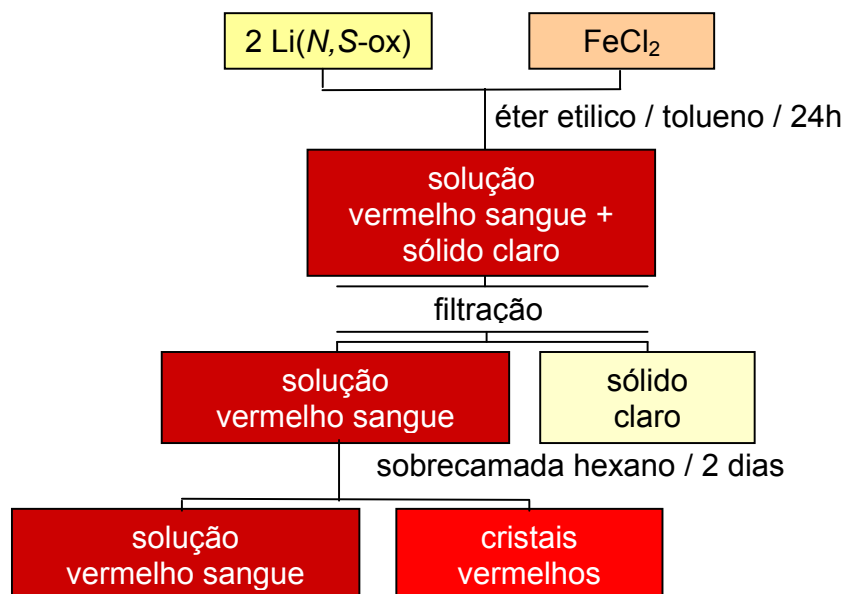 2 Li(N,S-ox)
FeCl₂
éter etilico / tolueno / 24h
solução
vermelho sangue +
sólido claro
filtração
solução
vermelho sangue
sólido
claro
sobrecamada hexano / 2 dias
solução
vermelho sangue
cristais
vermelhos